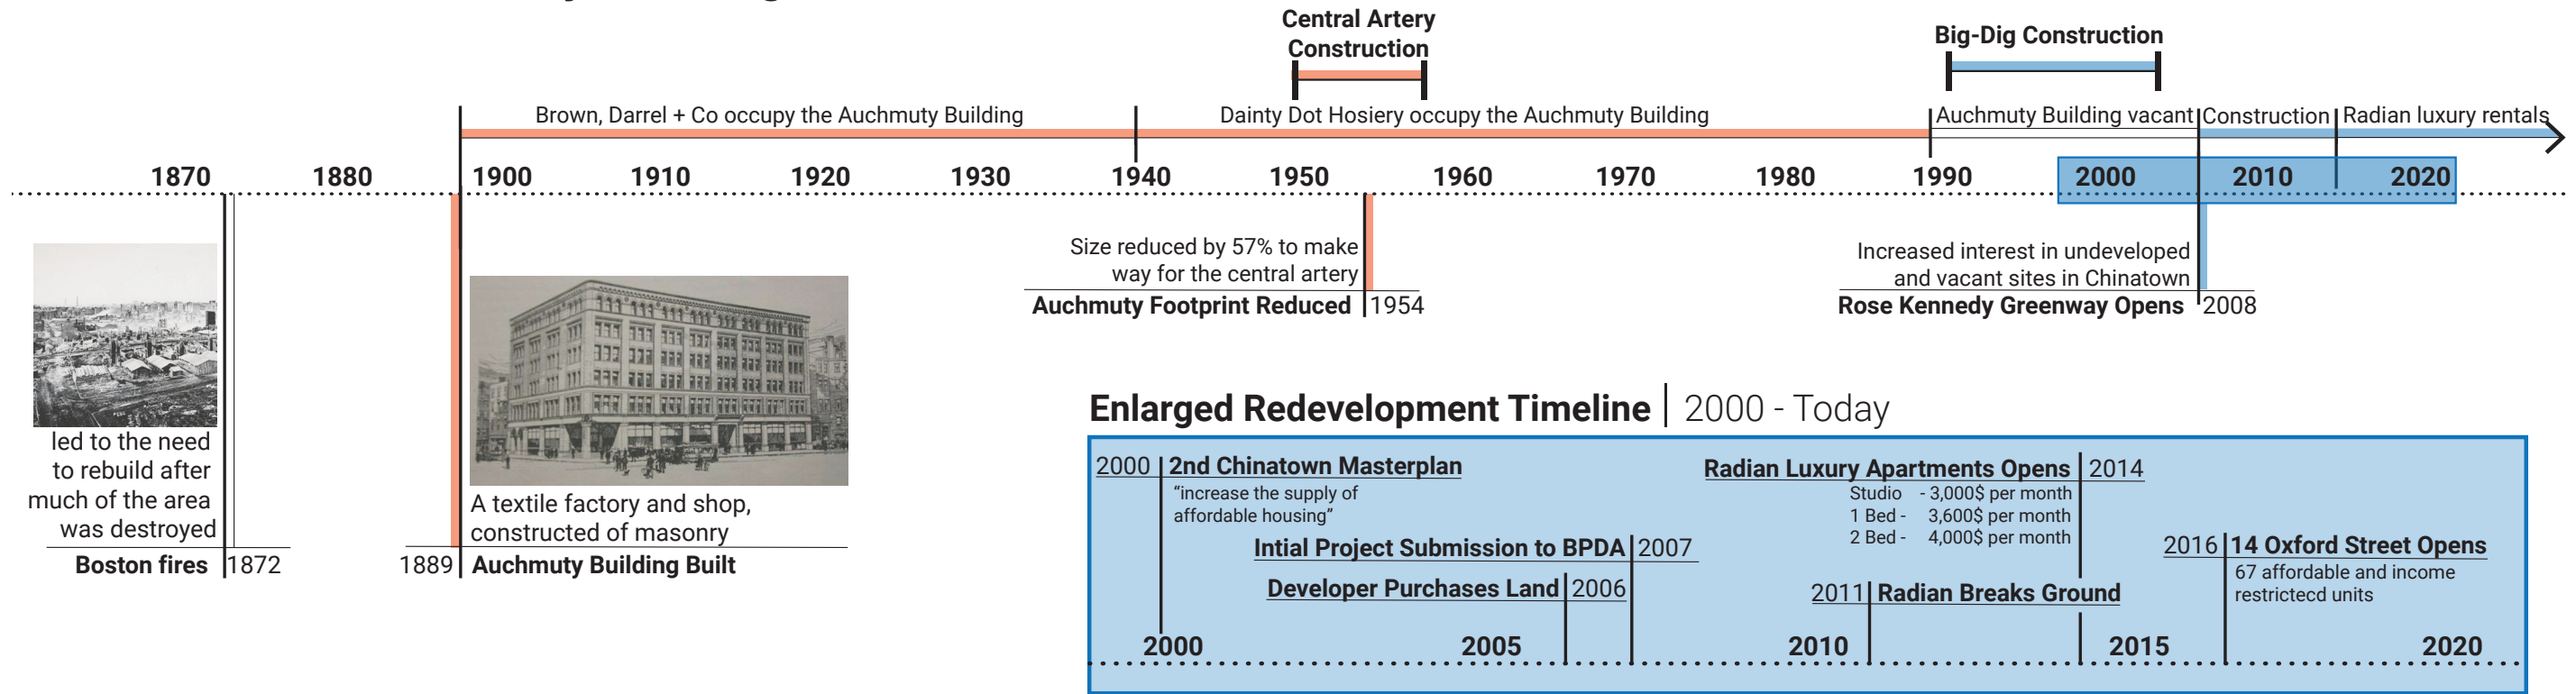 Central Artery
Construction
Big-Dig Construction
Brown, Darrel + Co occupy the Auchmuty Building
Dainty Dot Hosiery occupy the Auchmuty Building
Auchmuty Building vacant
Construction
Radian luxury rentals
1870 1880 1900 1910 1920 1930 1940 1950 1960 1970 1980 1990 2000 2010 2020
led to the need
to rebuild after
much of the area
was destroyed
Boston fires 1872
A textile factory and shop,
constructed of masonry
1889 Auchmuty Building Built
Size reduced by 57% to make
way for the central artery
Auchmuty Footprint Reduced 1954
Increased interest in undeveloped
and vacant sites in Chinatown
Rose Kennedy Greenway Opens 2008
Enlarged Redevelopment Timeline | 2000 - Today
2000 2nd Chinatown Masterplan
“increase the supply of
affordable housing”
Intial Project Submission to BPDA 2007
Developer Purchases Land 2006
Radian Luxury Apartments Opens 2014
Studio - 3,000$ per month
1 Bed - 3,600$ per month
2 Bed - 4,000$ per month
2011 Radian Breaks Ground
2016 14 Oxford Street Opens
67 affordable and income
restrictecd units
2000 2005 2010 2015 2020